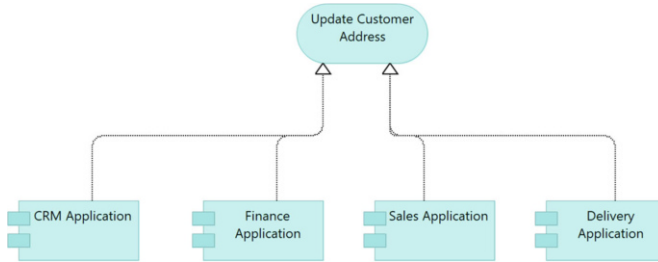 Update Customer
Address
CRM Application
Finance
Application
Sales Application
Delivery
Application